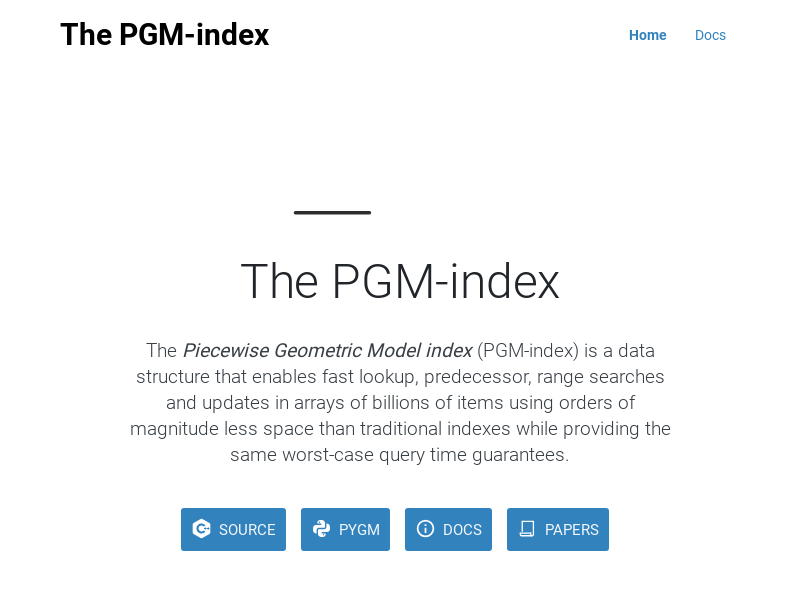 The PGM-index
Home
Docs
The PGM-index
The Piecewise Geometric Model index (PGM-index) is a data
structure that enables fast lookup, predecessor, range searches
and updates in arrays of billions of items using orders of
magnitude less space than traditional indexes while providing the
same worst-case query time guarantees.
SOURCE
PYGM
DOCS
PAPERS